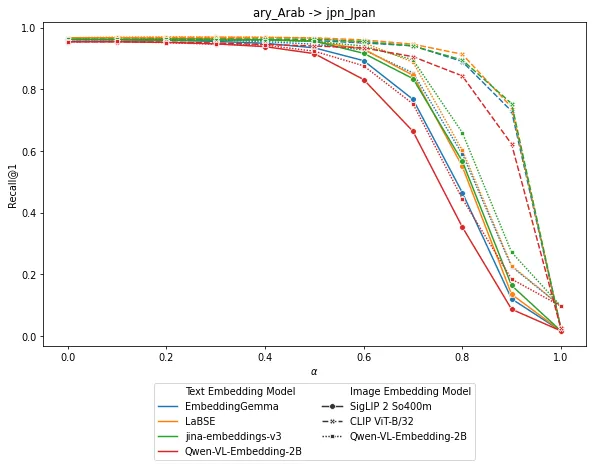 ary_Arab -> jpn_Jpan
1.0
0.8
0.6
0.4
0.2
0.0
Recall@1
0.0 0.2 0.4 0.6 0.8 1.0
α
Text Embedding Model
EmbeddingGemma
LaBSE
jina-embeddings-v3
Qwen-VL-Embedding-2B
Image Embedding Model
SigLIP 2 So400m
CLIP ViT-B/32
Qwen-VL-Embedding-2B